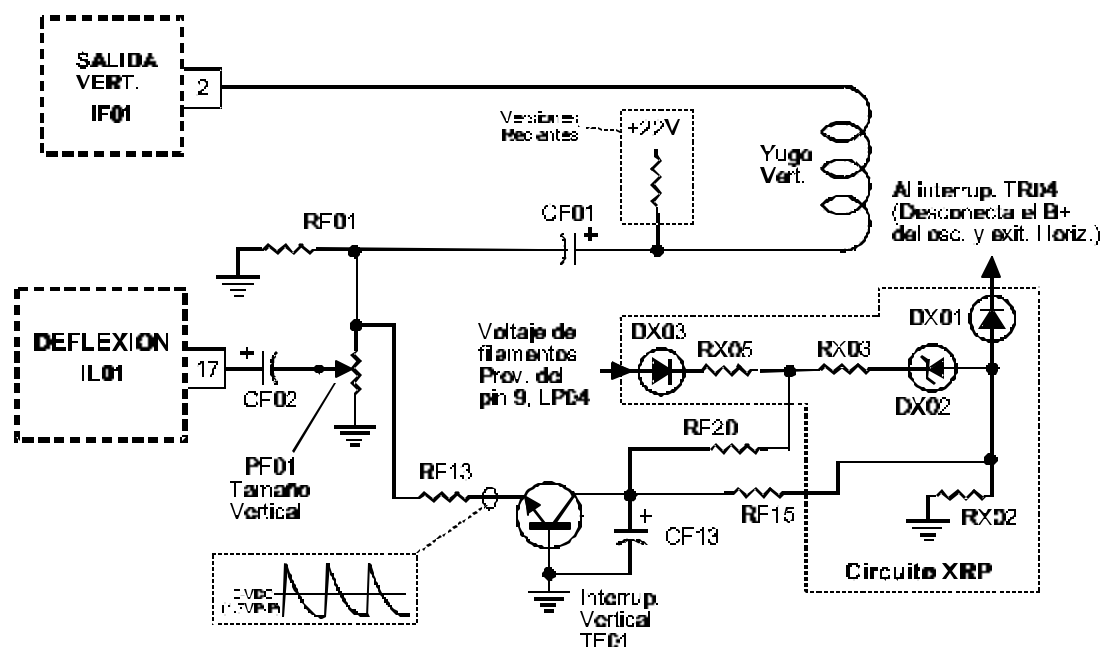 SALIDA
VERT.
IF01
2
Versiones
Recientes
+22V
Yugo
Vert.
Al interrup. TR04
(Desconecta el B+
del osc. y exit. Horiz.)
RF01
CF01
+
DEFLEXION
IL01
17
+
CF02
PF01
Tamaño
Vertical
Voltaje de
filamentos
Prov. del
pin 9, LP04
DX03
RX05
RX03
DX01
DX02
RF20
RF13
RF15
RX02
+
CF13
Circuito XRP
Interrup.
Vertical
TF01